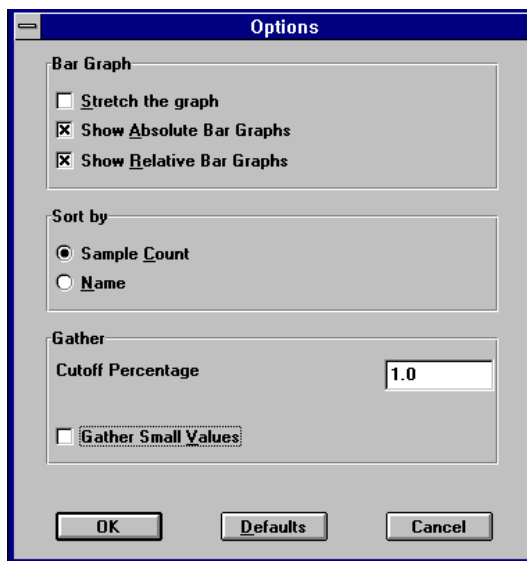 Options
Bar Graph
Stretch the graph
Show Absolute Bar Graphs
Show Relative Bar Graphs
Sort by
Sample Count
Name
Gather
Cutoff Percentage 1.0
Gather Small Values
OK Defaults Cancel